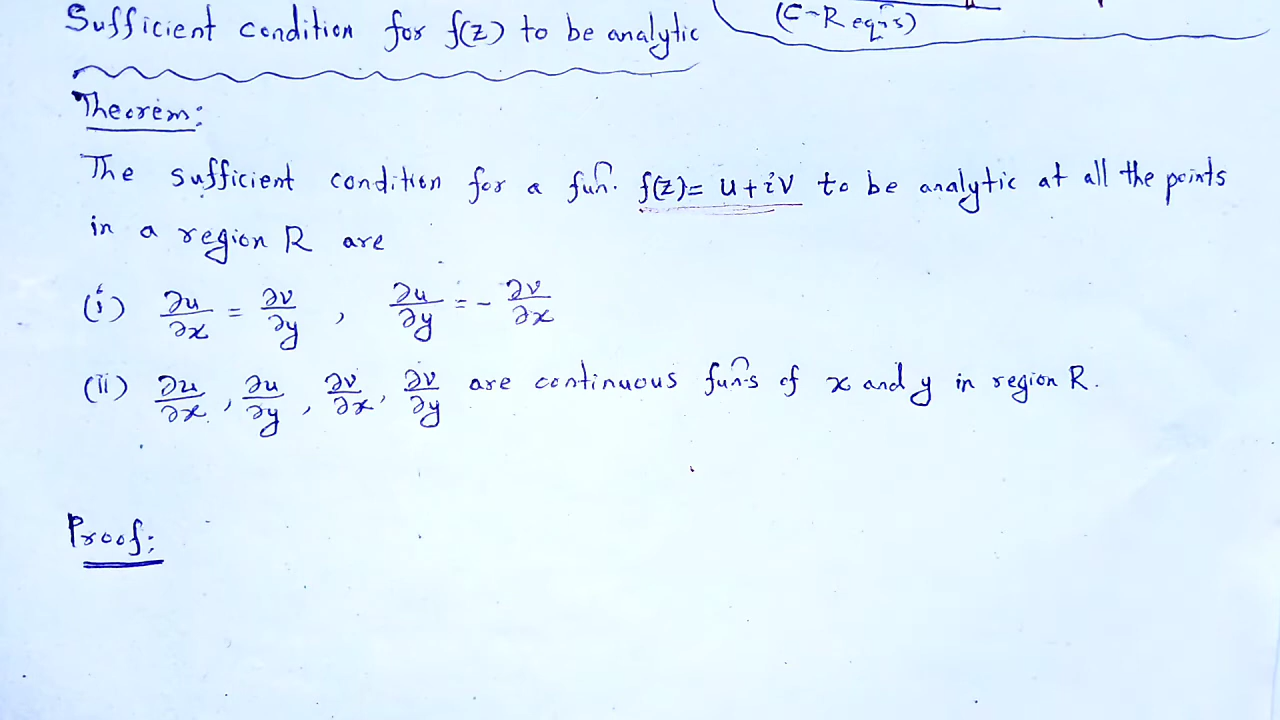 Sufficient condition for f(z) to be analytic
(C-R eqns)
Theorem:
The sufficient condition for a fun. f(z)= u+iv to be analytic at all the points
in a region R are
(i) ∂u/∂x = ∂v/∂y , ∂u/∂y = - ∂v/∂x
(ii) ∂u/∂x , ∂u/∂y , ∂v/∂x , ∂v/∂y are continuous funs of x and y in region R.
Proof: